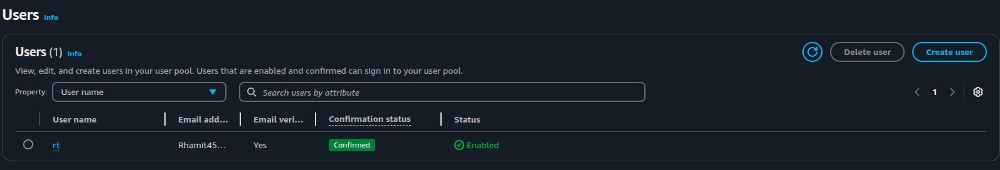 Users Info
Users (1) Info
Delete user
Create user
View, edit, and create users in your user pool. Users that are enabled and confirmed can sign in to your user pool.
Property: User name
Search users by attribute
1
User name Email add... Email veri... Confirmation status Status
rt Rhamit45... Yes Confirmed Enabled